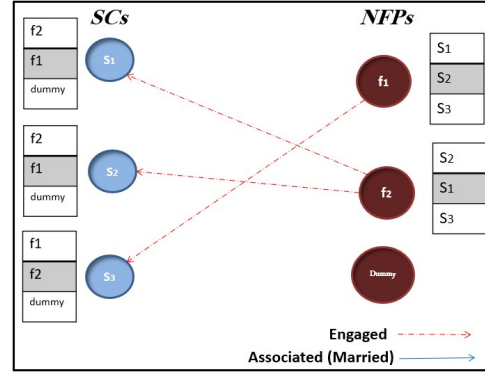 SCs
NFPs
f2
f1
dummy
S1
f1
S1
S2
S3
f2
f1
dummy
S2
f2
S2
S1
S3
f1
f2
dummy
S3
Dummy
Engaged
Associated (Married)